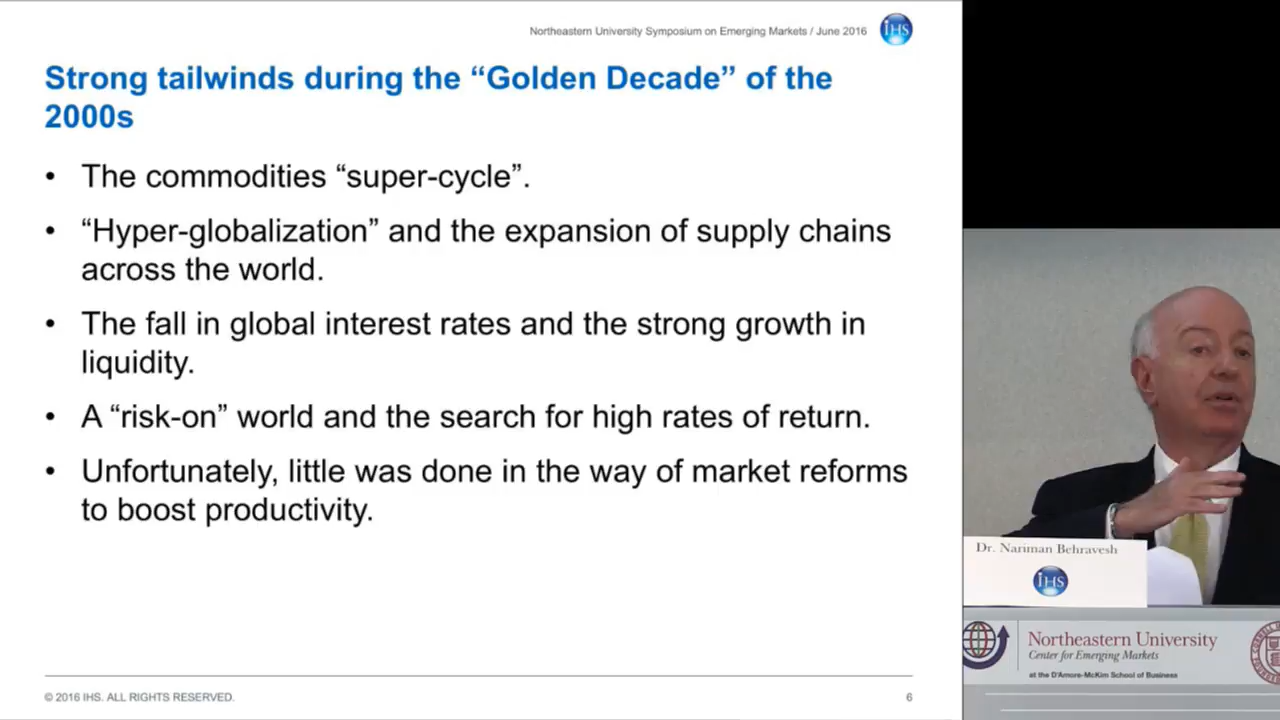 Northeastern University Symposium on Emerging Markets / June 2016
IHS
Strong tailwinds during the “Golden Decade” of the
2000s
• The commodities “super-cycle”.
• “Hyper-globalization” and the expansion of supply chains
across the world.
• The fall in global interest rates and the strong growth in
liquidity.
• A “risk-on” world and the search for high rates of return.
• Unfortunately, little was done in the way of market reforms
to boost productivity.
© 2016 IHS. ALL RIGHTS RESERVED.
6
Dr. Nariman Behravesh
IHS
Northeastern University
Center for Emerging Markets
at the D'Amore-McKim School of Business